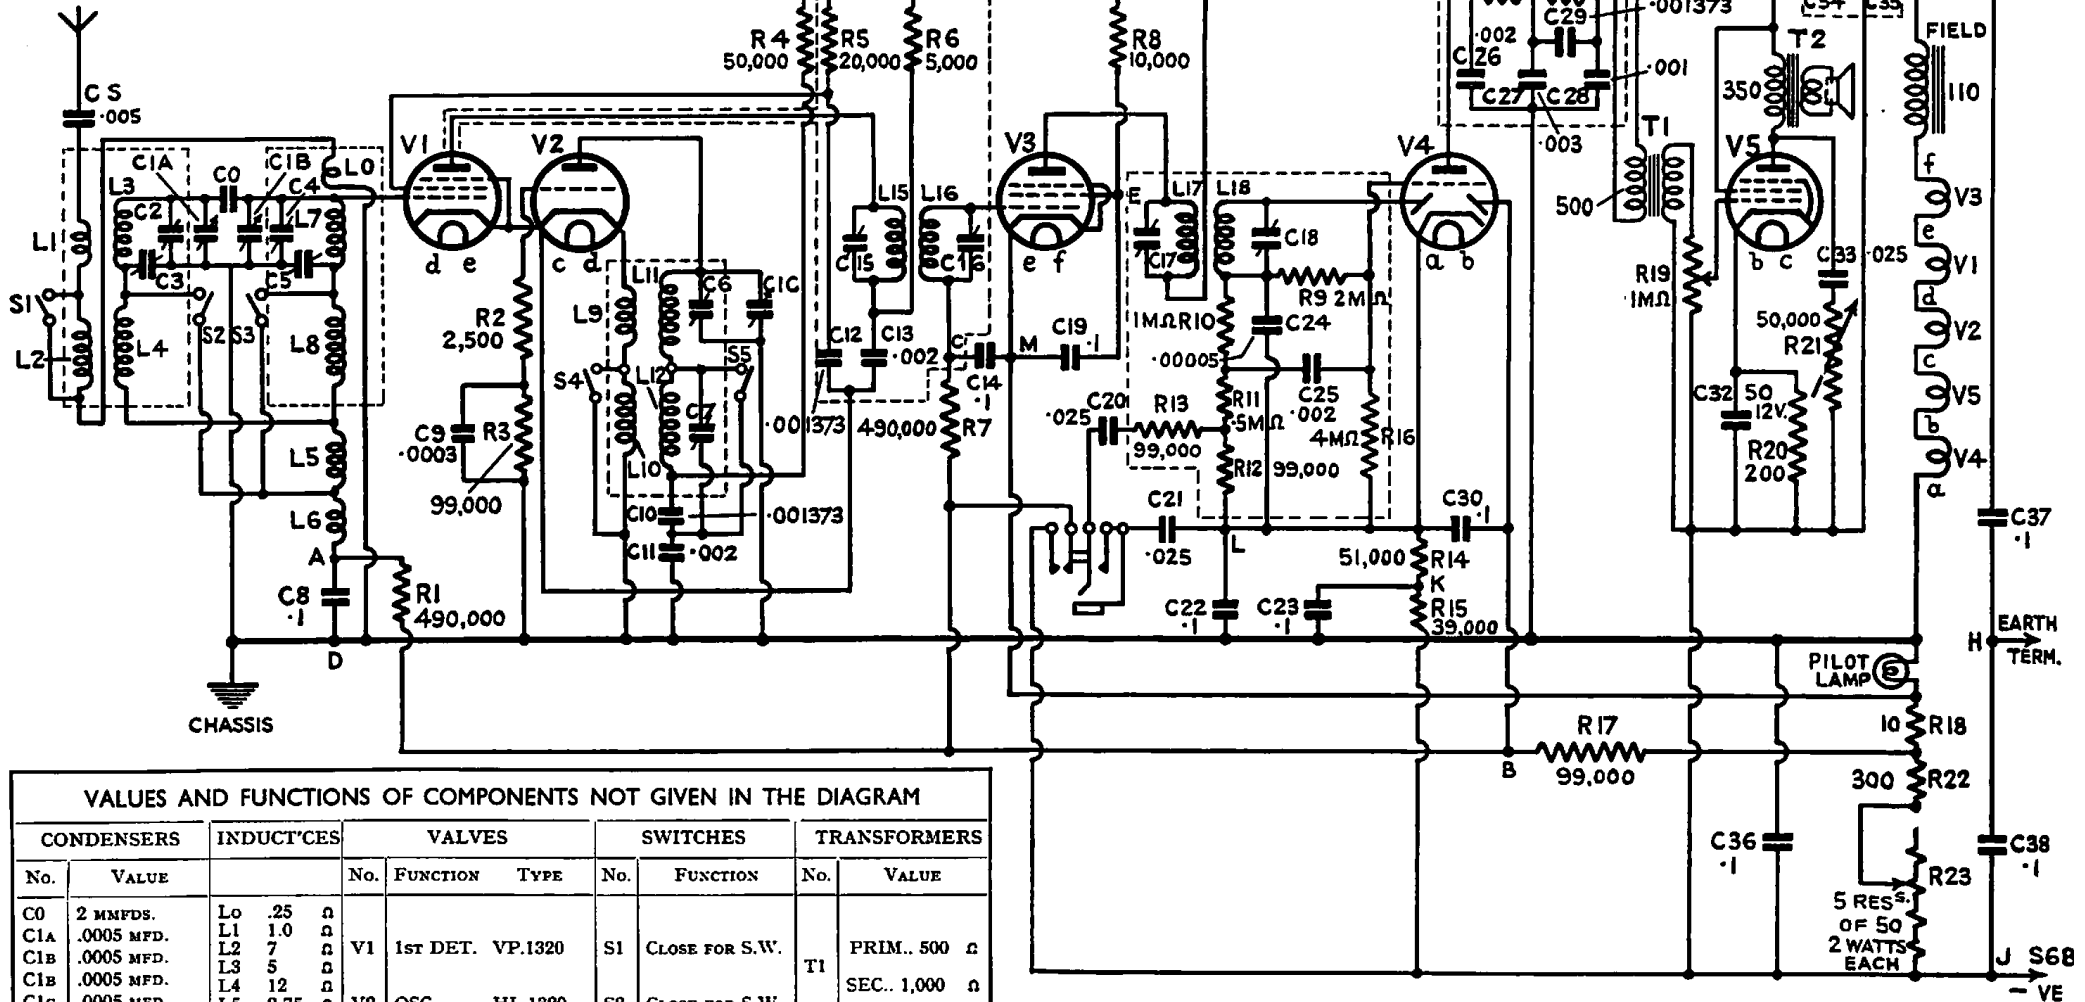 R4
50,000
R5
20,000
R6
5,000
R8
10,000
C29
.001373
.002
C26
C27
C28
.001
.003
T2
350
FIELD
110
CS
.005
C1A
C0
C1B
L0
V1
V2
V3
V4
T1
V5
L3
C2
C4
L7
L1
C3
C5
d e
c d
e f
a b
b c
L15
L16
E
L17
L18
500
f
V3
e
V1
d
V2
c
V5
b
V4
a
S1
L2
L4
S2
S3
L8
R2
2,500
L9
L11
C6
C1C
C15
C16
C17
C18
R9 2MΩ
R19
.1MΩ
C33
.025
50,000
R21
S4
L12
S5
C7
L10
C12
C13
.002
.001373
C
C14
.1
M
C19
.1
1MΩ R10
.00005
C24
C25
.002
C32
50
12V.
R20
200
C9
.0003
R3
99,000
490,000
R7
C20
.025
R13
99,000
R11
.5MΩ
R12 99,000
4MΩ
R16
L5
L6
A
C8
.1
R1
490,000
C10
.001373
C11
.002
C21
.025
L
C30
.1
51,000
R14
K
C22
.1
C23
.1
R15
39,000
C37
.1
D
CHASSIS
H
EARTH
TERM.
PILOT
LAMP
10
R18
R17
99,000
B
300
R22
C36
.1
C38
.1
R23
5 RESS.
OF 50
2 WATTS
EACH
J
S68
- VE
VALUES AND FUNCTIONS OF COMPONENTS NOT GIVEN IN THE DIAGRAM
CONDENSERS INDUCT'CES VALVES SWITCHES TRANSFORMERS
No. VALUE No. FUNCTION TYPE No. FUNCTION No. VALUE
C0 2 MMFDS. Lo .25 Ω
C1A .0005 MFD. L1 1.0 Ω
C1B .0005 MFD. L2 7 Ω V1 1ST DET. VP.1320 S1 CLOSE FOR S.W. PRIM.. 500 Ω
L3 5 Ω T1
C1B .0005 MFD. L4 12 Ω SEC.. 1,000 Ω